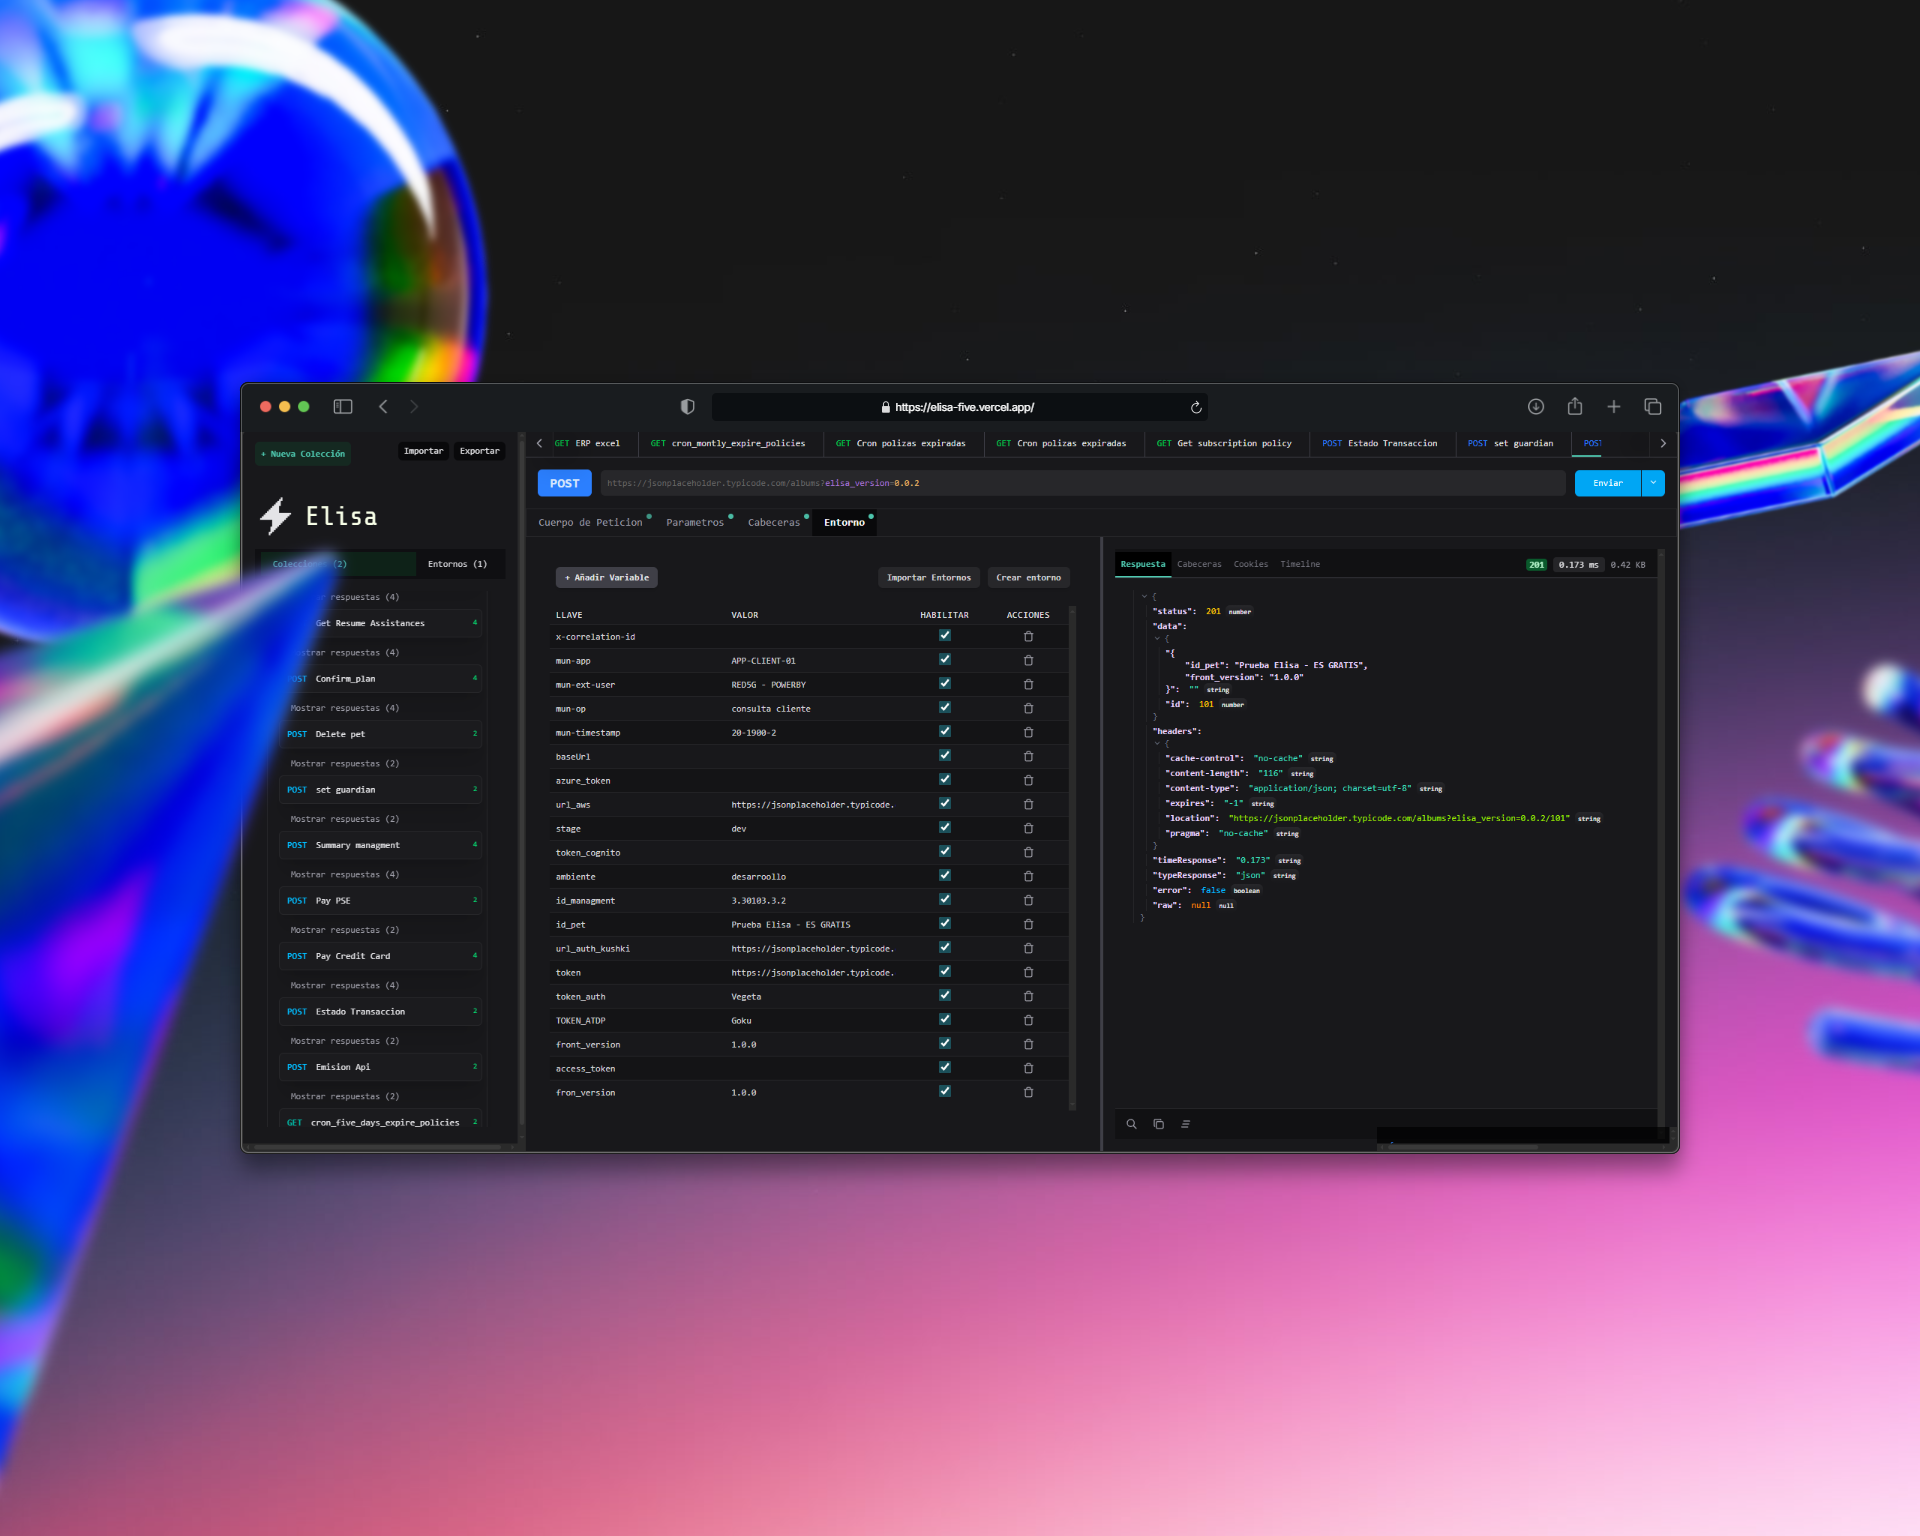 https://elisa-five.vercel.app/
+ Nueva Colección
Importar
Exportar
Elisa
Colecciones (2)
Entornos (1)
respuestas (4)
Get Resume Assistances 4
Mostrar respuestas (4)
POST Confirm_plan 4
Mostrar respuestas (4)
POST Delete pet 2
Mostrar respuestas (2)
POST set guardian 2
Mostrar respuestas (2)
POST Summary managment 4
Mostrar respuestas (4)
POST Pay PSE 2
Mostrar respuestas (2)
POST Pay Credit Card 4
Mostrar respuestas (4)
POST Estado Transaccion 2
Mostrar respuestas (2)
POST Emision Api 2
Mostrar respuestas (2)
GET cron_five_days_expire_policies 2
GET ERP excel
GET cron_montly_expire_policies
GET Cron polizas expiradas
GET Cron polizas expiradas
GET Get subscription policy
POST Estado Transaccion
POST set guardian
POST
POST
https://jsonplaceholder.typicode.com/albums?elisa_version=0.0.2
Enviar
Cuerpo de Peticion
Parametros
Cabeceras
Entorno
+ Añadir Variable
Importar Entornos
Crear entorno
LLAVE VALOR HABILITAR ACCIONES
x-correlation-id
mun-app APP-CLIENT-01
mun-ext-user RED5G - POWERBY
mun-op consulta cliente
mun-timestamp 20-1900-2
baseUrl
azure_token
url_aws https://jsonplaceholder.typicode.
stage dev
token_cognito
ambiente desarroollo
id_managment 3.30103.3.2
id_pet Prueba Elisa - ES GRATIS
url_auth_kushki https://jsonplaceholder.typicode.
token https://jsonplaceholder.typicode.
token_auth Vegeta
TOKEN_ATDP Goku
front_version 1.0.0
access_token
fron_version 1.0.0
Respuesta
Cabeceras
Cookies
Timeline
201 0.173 ms 0.42 KB
{
"status": 201 number
"data":
{
"{
"id_pet": "Prueba Elisa - ES GRATIS",
"front_version": "1.0.0"
}": "" string
"id": 101 number
}
"headers":
{
"cache-control": "no-cache" string
"content-length": "116" string
"content-type": "application/json; charset=utf-8" string
"expires": "-1" string
"location": "https://jsonplaceholder.typicode.com/albums?elisa_version=0.0.2/101" string
"pragma": "no-cache" string
}
"timeResponse": "0.173" string
"typeResponse": "json" string
"error": false boolean
"raw": null null
}